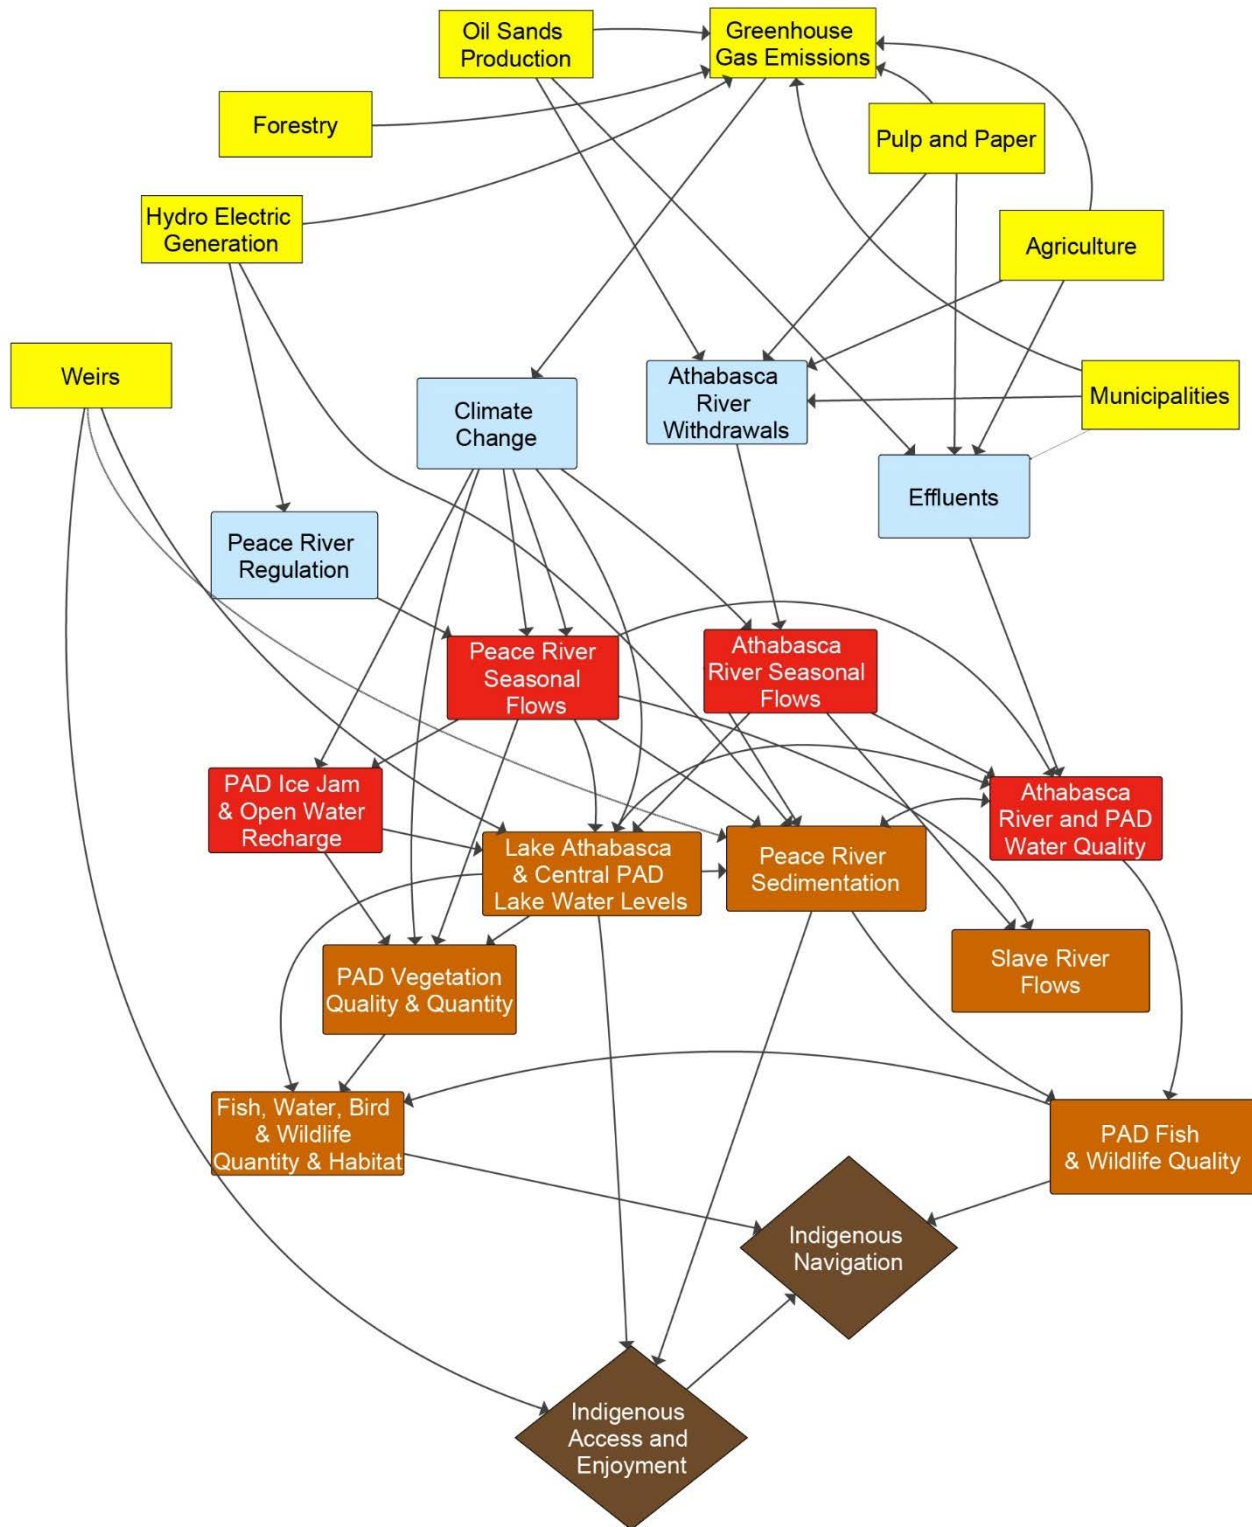 Oil Sands
Production
Greenhouse
Gas Emissions
Forestry
Pulp and Paper
Hydro Electric
Generation
Agriculture
Weirs
Climate
Change
Athabasca
River
Withdrawals
Municipalities
Effluents
Peace River
Regulation
Peace River
Seasonal
Flows
Athabasca
River Seasonal
Flows
PAD Ice Jam
& Open Water
Recharge
Lake Athabasca
& Central PAD
Lake Water Levels
Peace River
Sedimentation
Athabasca
River and PAD
Water Quality
PAD Vegetation
Quality & Quantity
Slave River
Flows
Fish, Water, Bird
& Wildlife
Quantity & Habitat
PAD Fish
& Wildlife Quality
Indigenous
Navigation
Indigenous
Access and
Enjoyment